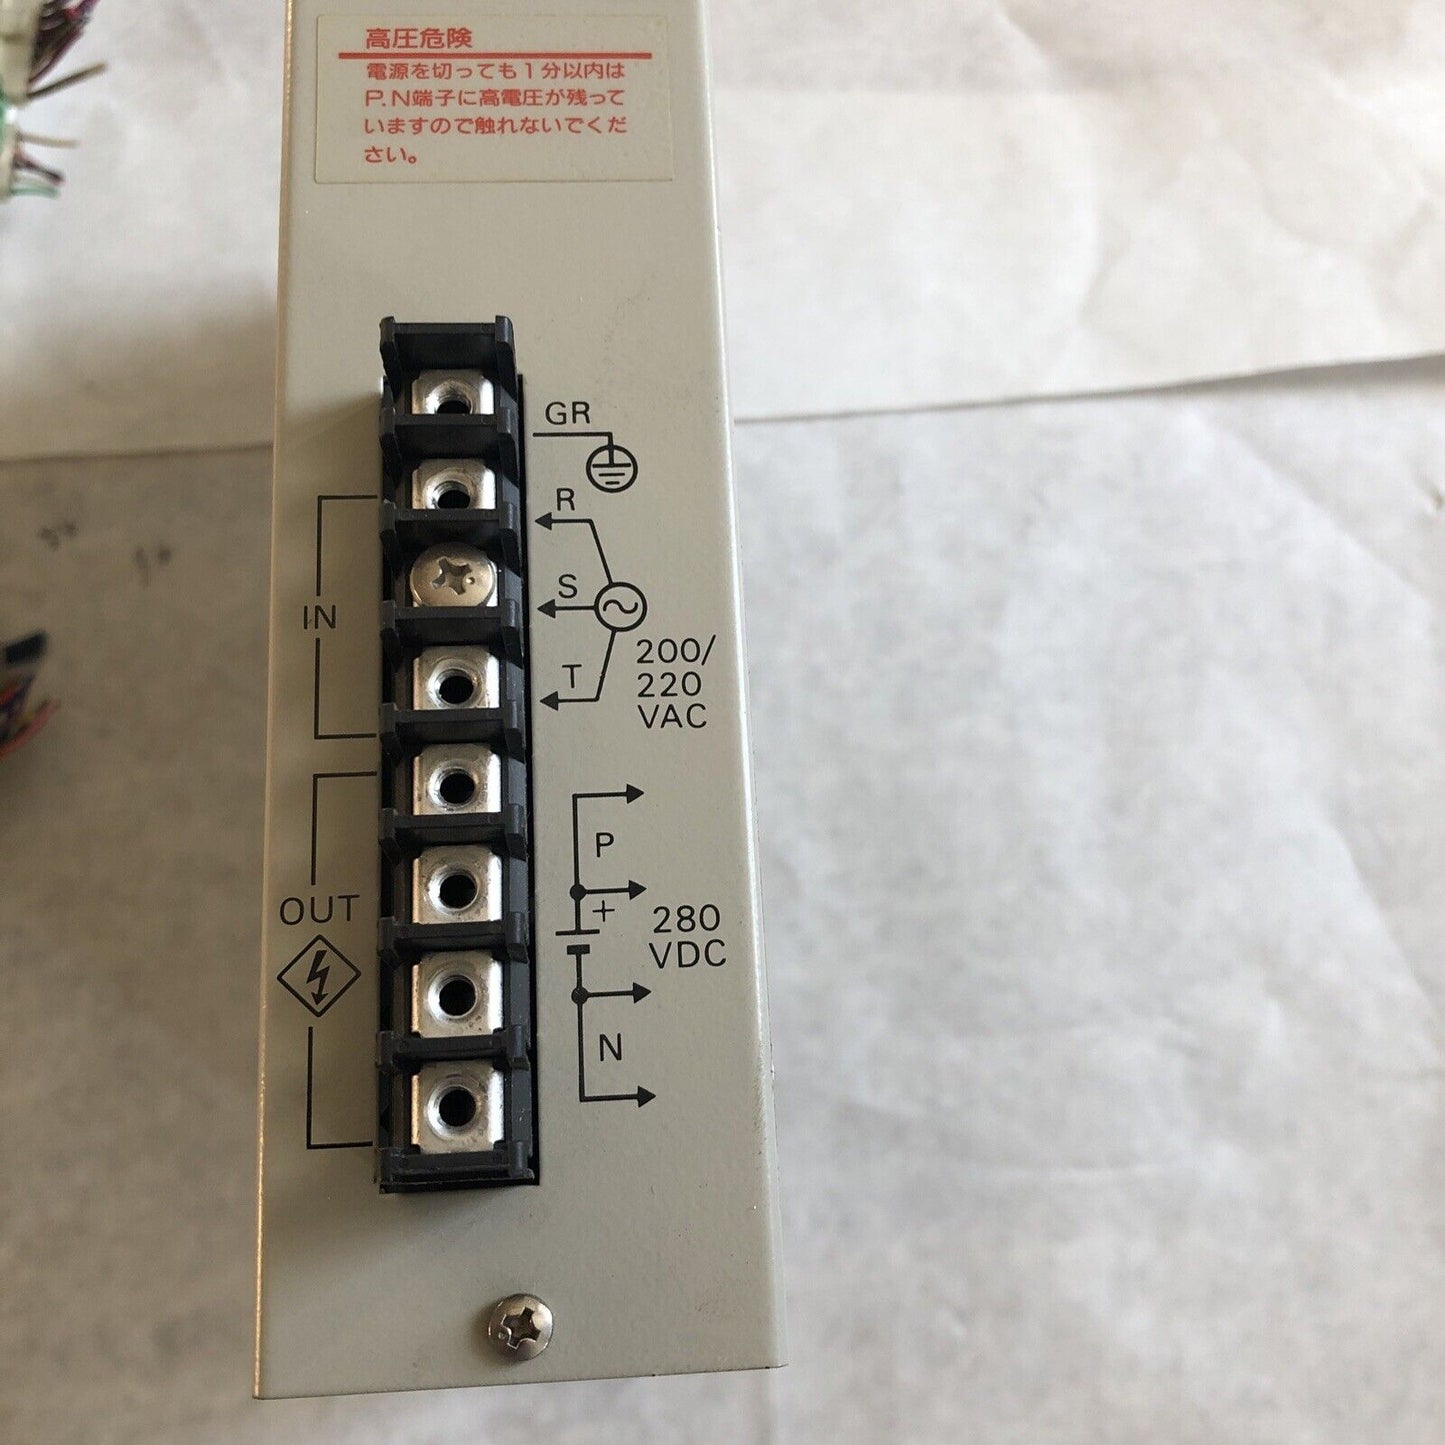 高圧危険
電源を切っても1分以内は
P.N端子に高電圧が残って
いますので触れないでくだ
さい。
GR
R
S
IN
T
200/
220
VAC
P
OUT
+
280
VDC
N